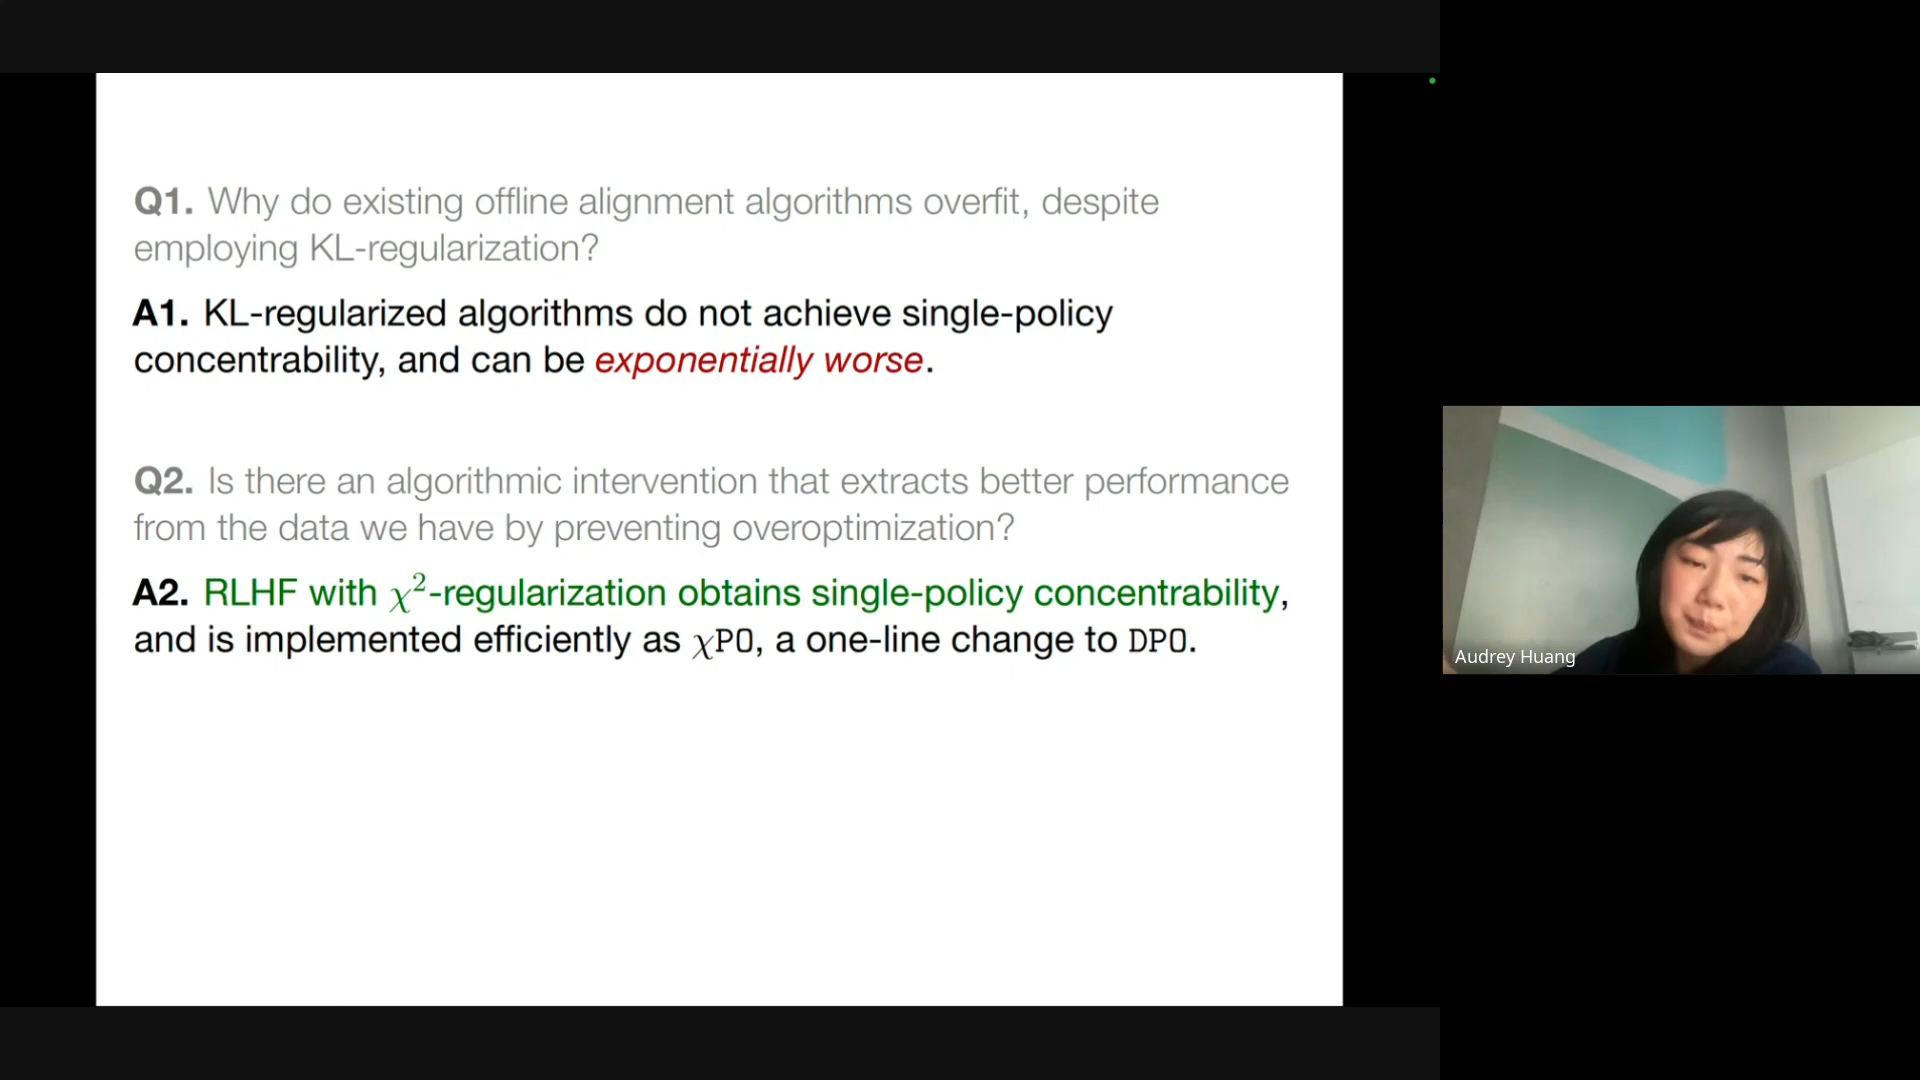 Q1. Why do existing offline alignment algorithms overfit, despite
employing KL-regularization?
A1. KL-regularized algorithms do not achieve single-policy
concentrability, and can be exponentially worse.
Q2. Is there an algorithmic intervention that extracts better performance
from the data we have by preventing overoptimization?
A2. RLHF with χ²-regularization obtains single-policy concentrability,
and is implemented efficiently as χPO, a one-line change to DPO.
Audrey Huang